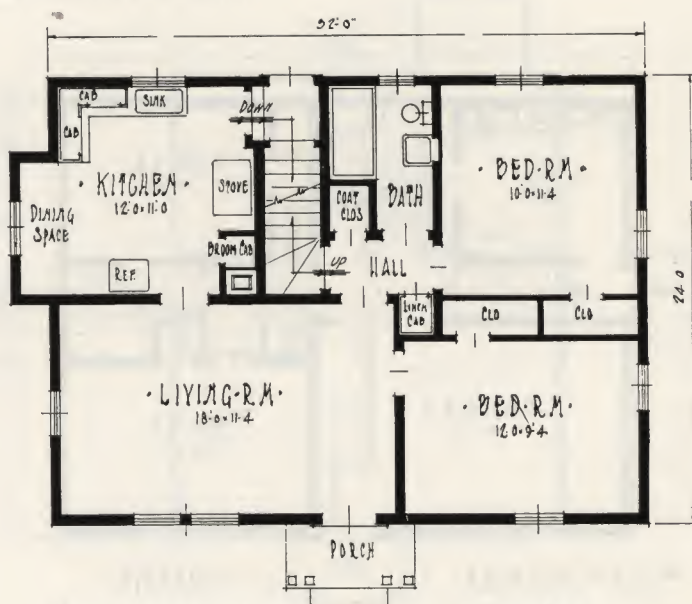 32'-0"
CAB
SINK
CAB
DOWN
KITCHEN
12'-0 × 11'-0
STOVE
DINING
SPACE
BROOM CAB
REF.
COAT
CLOS
BATH
UP
HALL
LINEN
CAB
BED-RM
10'-0 × 11'-4
CLO
CLO
24'-0
LIVING-RM
18'-0 × 11'-4
BED-RM
12'-0 × 9'-4
PORCH